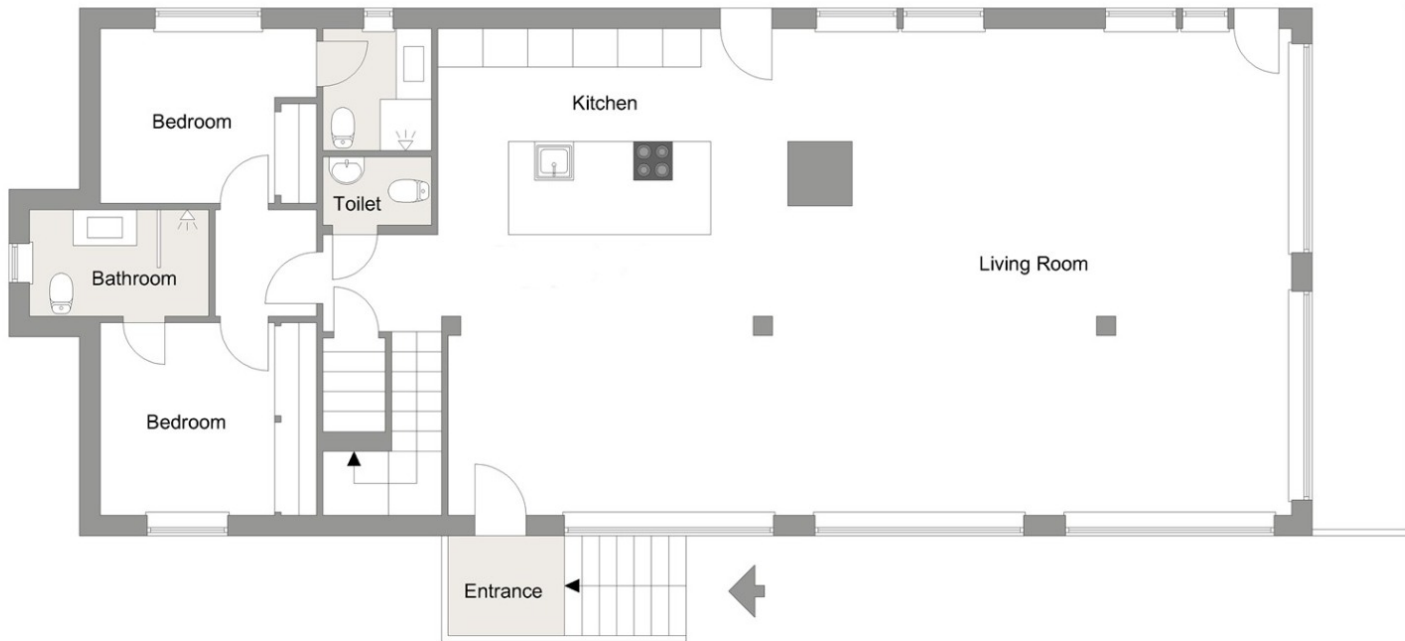 Kitchen
Bedroom
Toilet
Living Room
Bathroom
Bedroom
Entrance